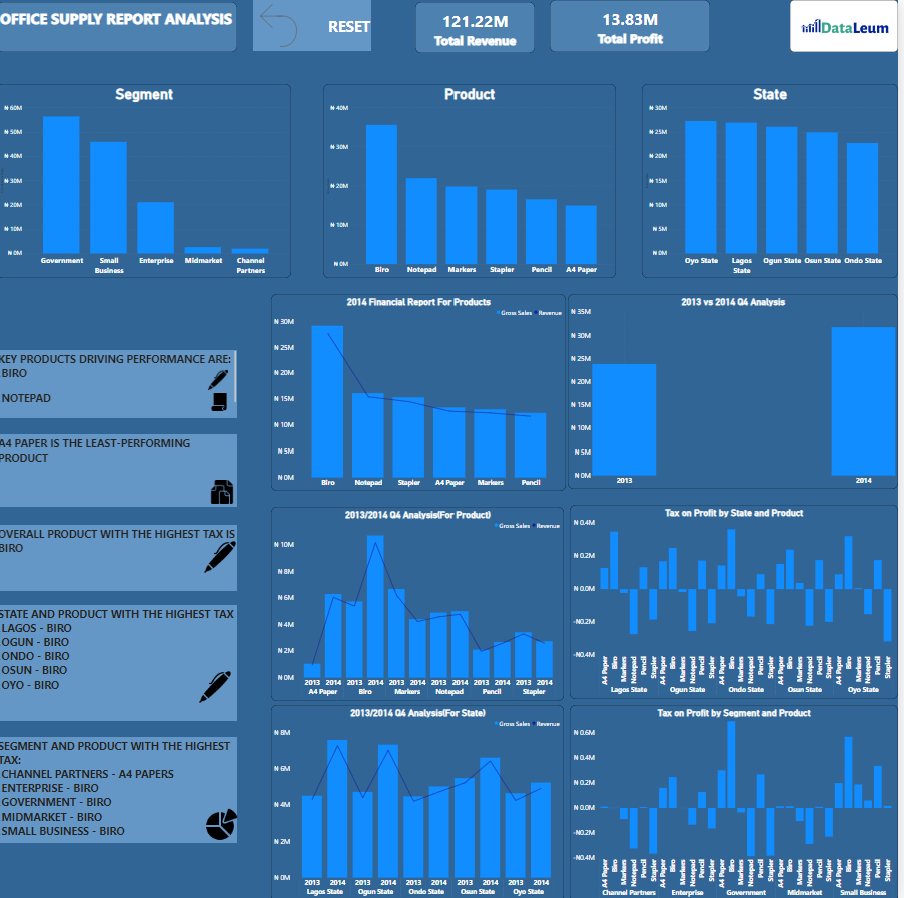 OFFICE SUPPLY REPORT ANALYSIS
RESET
121.22M
Total Revenue
13.83M
Total Profit
DataLeum
Segment
₦ 60M
₦ 50M
₦ 40M
₦ 30M
₦ 20M
₦ 10M
₦ 0M
Government
Small Business
Enterprise
Midmarket
Channel Partners
Product
₦ 40M
₦ 30M
₦ 20M
₦ 10M
₦ 0M
Biro
Notepad
Markers
Stapler
Pencil
A4 Paper
State
₦ 30M
₦ 25M
₦ 20M
₦ 15M
₦ 10M
₦ 5M
₦ 0M
Oyo State
Lagos State
Ogun State
Osun State
Ondo State
KEY PRODUCTS DRIVING PERFORMANCE ARE:
BIRO
NOTEPAD
A4 PAPER IS THE LEAST-PERFORMING
PRODUCT
OVERALL PRODUCT WITH THE HIGHEST TAX IS
BIRO
STATE AND PRODUCT WITH THE HIGHEST TAX
LAGOS - BIRO
OGUN - BIRO
ONDO - BIRO
OSUN - BIRO
OYO - BIRO
SEGMENT AND PRODUCT WITH THE HIGHEST
TAX:
CHANNEL PARTNERS - A4 PAPERS
ENTERPRISE - BIRO
GOVERNMENT - BIRO
MIDMARKET - BIRO
SMALL BUSINESS - BIRO
2014 Financial Report For Products
Gross Sales Revenue
₦ 30M
₦ 25M
₦ 20M
₦ 15M
₦ 10M
₦ 5M
₦ 0M
Biro
Notepad
Stapler
A4 Paper
Markers
Pencil
2013 vs 2014 Q4 Analysis
₦ 35M
₦ 30M
₦ 25M
₦ 20M
₦ 15M
₦ 10M
₦ 5M
₦ 0M
2013
2014
2013/2014 Q4 Analysis(For Product)
Gross Sales Revenue
₦ 10M
₦ 8M
₦ 6M
₦ 4M
₦ 2M
₦ 0M
2013 2014 2013 2014 2013 2014 2013 2014 2013 2014 2013 2014
A4 Paper Biro Markers Notepad Pencil Stapler
Tax on Profit by State and Product
₦ 0.4M
₦ 0.2M
₦ 0.0M
-₦0.2M
-₦0.4M
A4 Paper Biro Markers Notepad Pencil Stapler A4 Paper Biro Markers Notepad Pencil Stapler A4 Paper Biro Markers Notepad Pencil Stapler A4 Paper Biro Markers Notepad Pencil Stapler A4 Paper Biro Markers Notepad Pencil Stapler
Lagos State Ogun State Ondo State Osun State Oyo State
2013/2014 Q4 Analysis(For State)
Gross Sales Revenue
₦ 8M
₦ 6M
₦ 4M
₦ 2M
₦ 0M
2013 2014 2013 2014 2013 2014 2013 2014 2013 2014
Lagos State Ogun State Ondo State Osun State Oyo State
Tax on Profit by Segment and Product
₦ 0.6M
₦ 0.4M
₦ 0.2M
₦ 0.0M
-₦0.2M
-₦0.4M
A4 Paper Biro Markers Notepad Pencil Stapler A4 Paper Biro Markers Notepad Pencil Stapler A4 Paper Biro Markers Notepad Pencil Stapler A4 Paper Biro Markers Notepad Pencil Stapler A4 Paper Biro Markers Notepad Pencil Stapler
Channel Partners Enterprise Government Midmarket Small Business